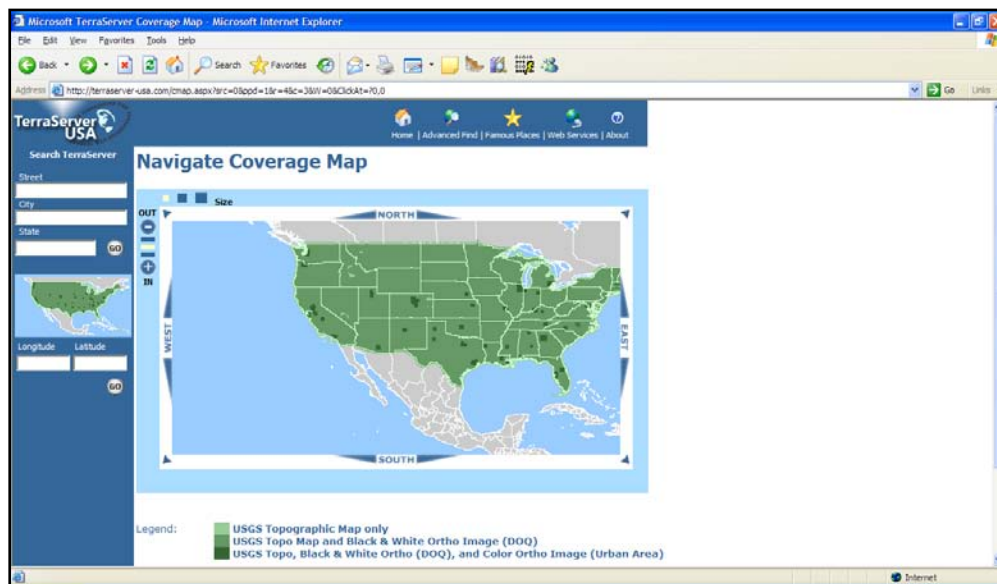 Microsoft TerraServer Coverage Map - Microsoft Internet Explorer
File Edit View Favorites Tools Help
Back Search Favorites
Address http://terraserver-usa.com/cmap.aspx?src=0&ppd=1&r=4&c=3&W=0&ClickAt=?0,0 Go Links
TerraServer
USA
Home | Advanced Find | Famous Places | Web Services | About
Search TerraServer
Navigate Coverage Map
Street
City
State
GO
Size
OUT
IN
NORTH
WEST
EAST
SOUTH
Longitude Latitude
GO
Legend: USGS Topographic Map only
USGS Topo Map and Black & White Ortho Image (DOQ)
USGS Topo, Black & White Ortho (DOQ), and Color Ortho Image (Urban Area)
Internet